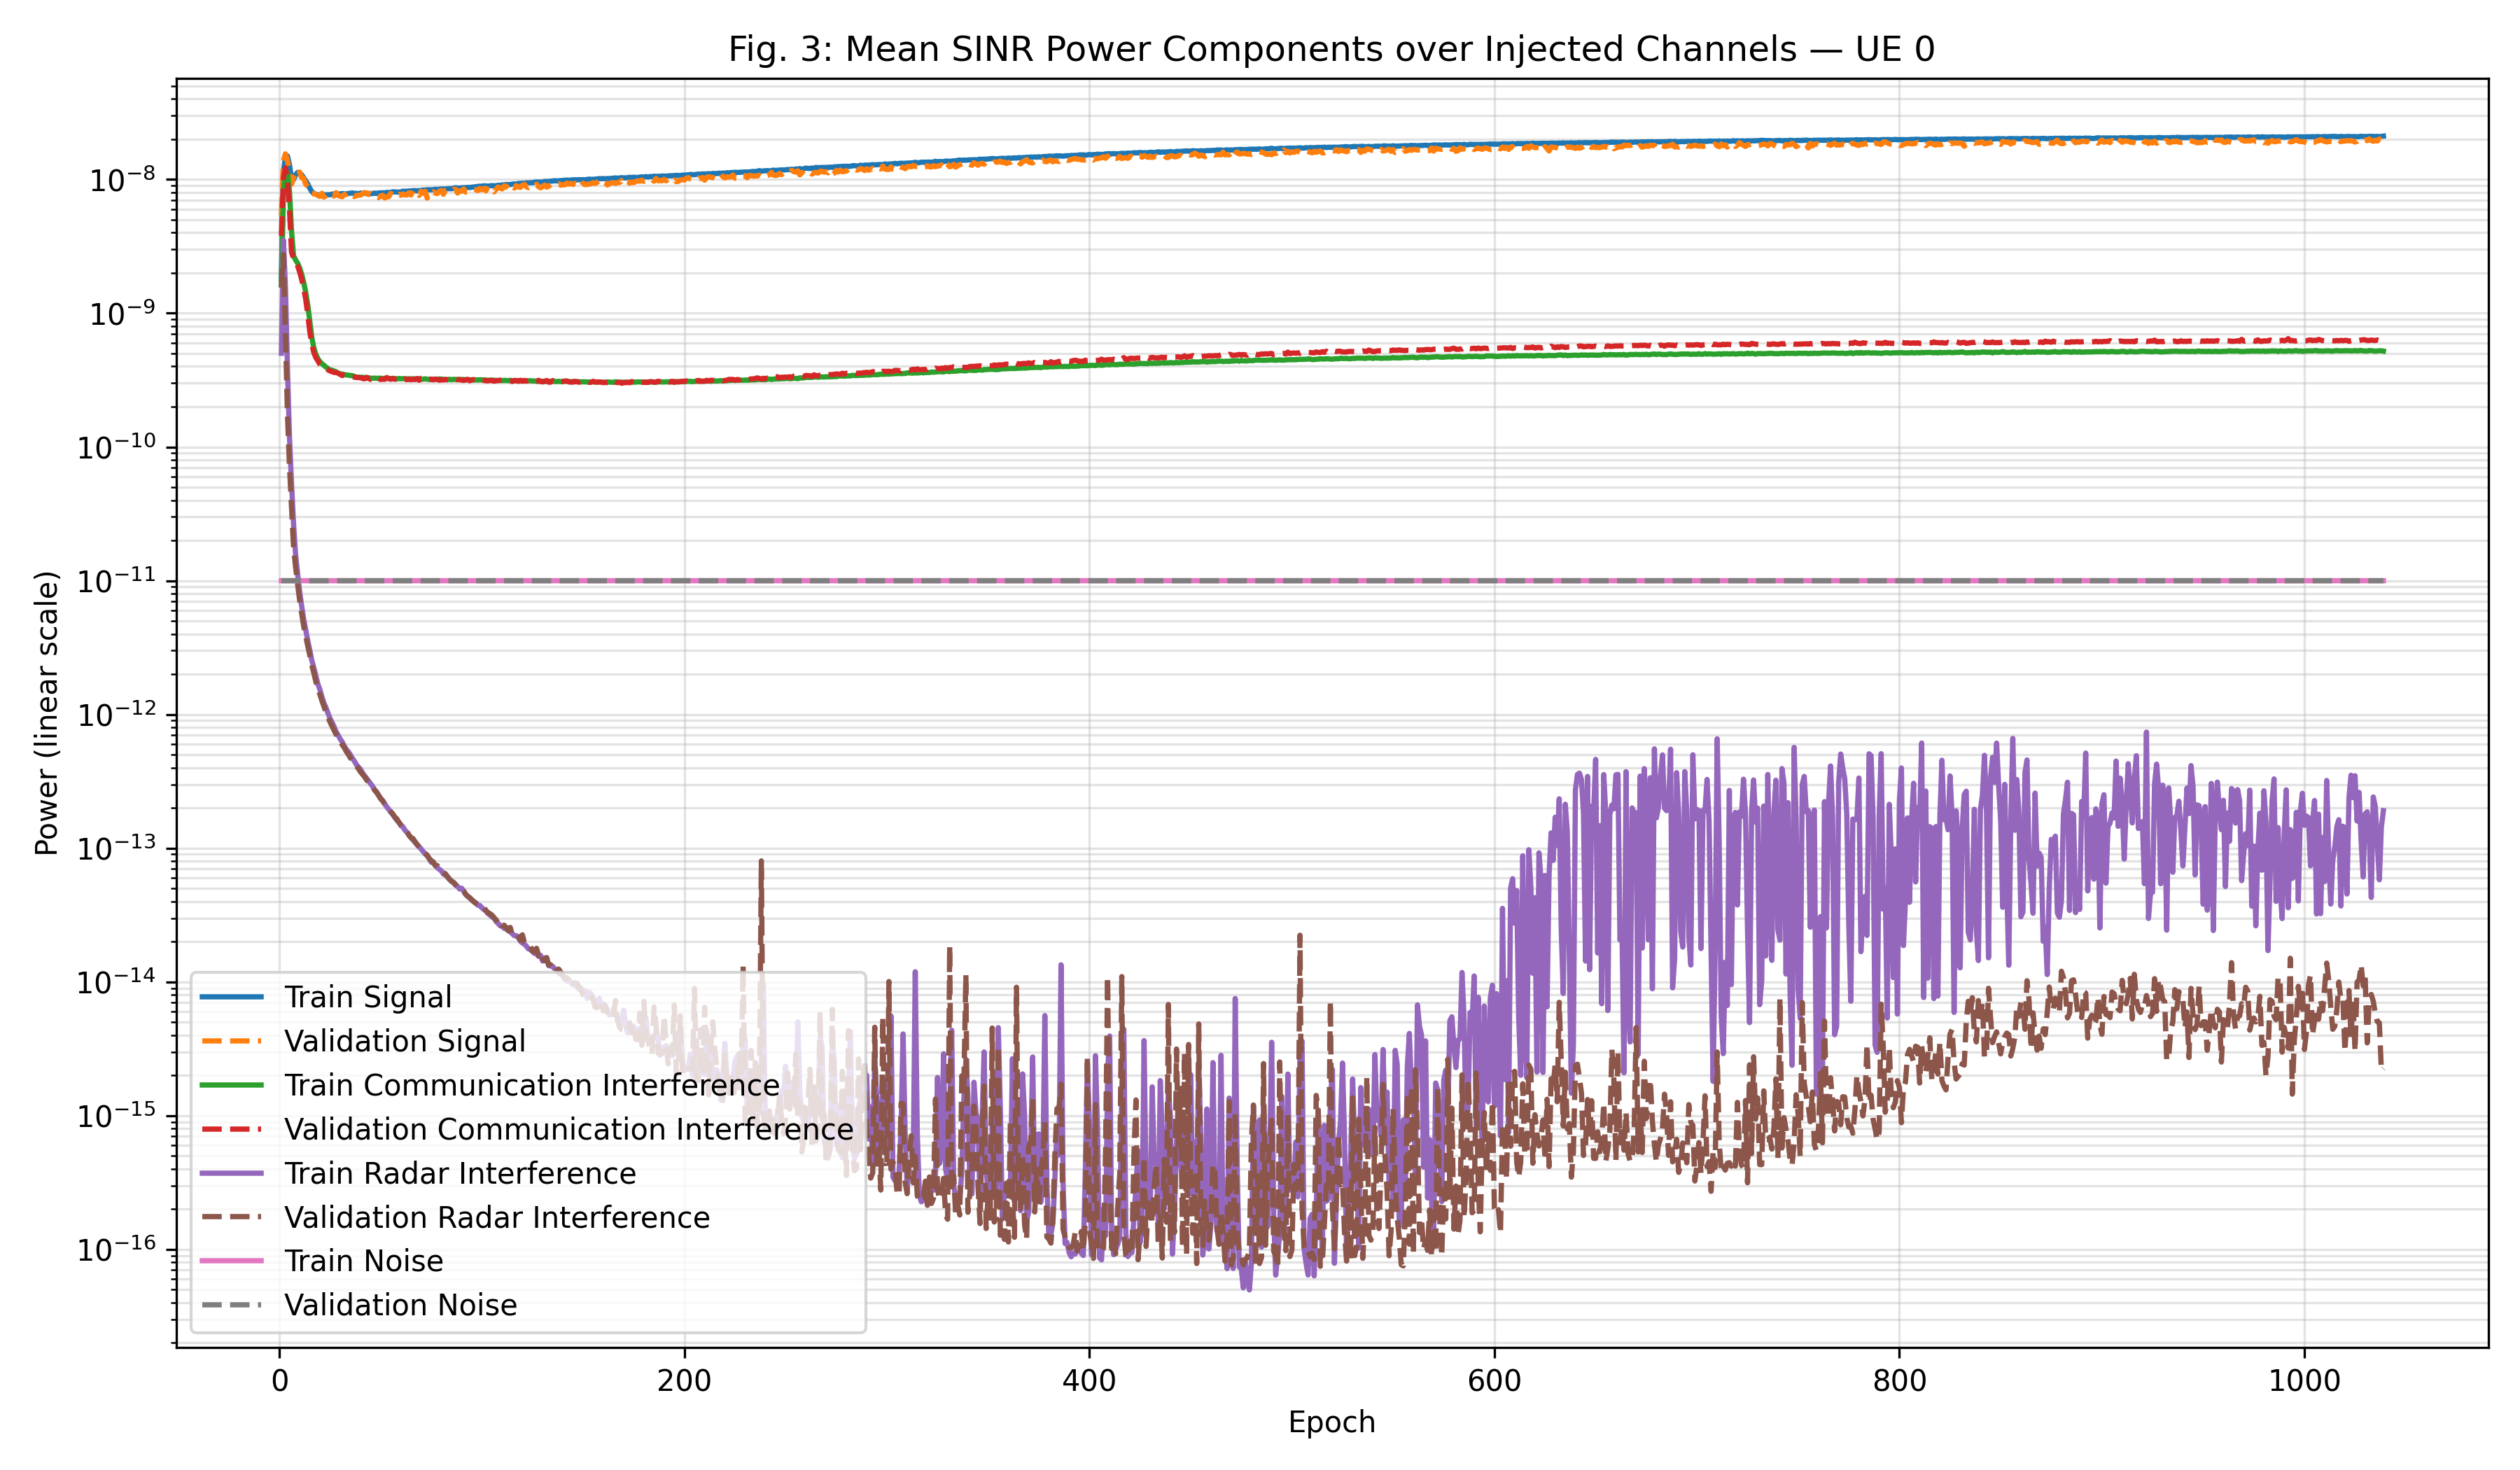 Fig. 3: Mean SINR Power Components over Injected Channels — UE 0
Power (linear scale)
10⁻⁸
10⁻⁹
10⁻¹⁰
10⁻¹¹
10⁻¹²
10⁻¹³
10⁻¹⁴
10⁻¹⁵
10⁻¹⁶
Train Signal
Validation Signal
Train Communication Interference
Validation Communication Interference
Train Radar Interference
Validation Radar Interference
Train Noise
Validation Noise
0 200 400 600 800 1000
Epoch